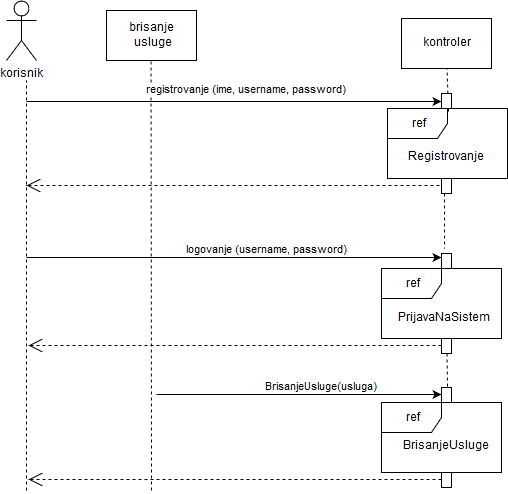 brisanje
usluge
kontroler
korisnik
registrovanje (ime, username, password)
ref
Registrovanje
logovanje (username, password)
ref
PrijavaNaSistem
BrisanjeUsluge(usluga)
ref
BrisanjeUsluge